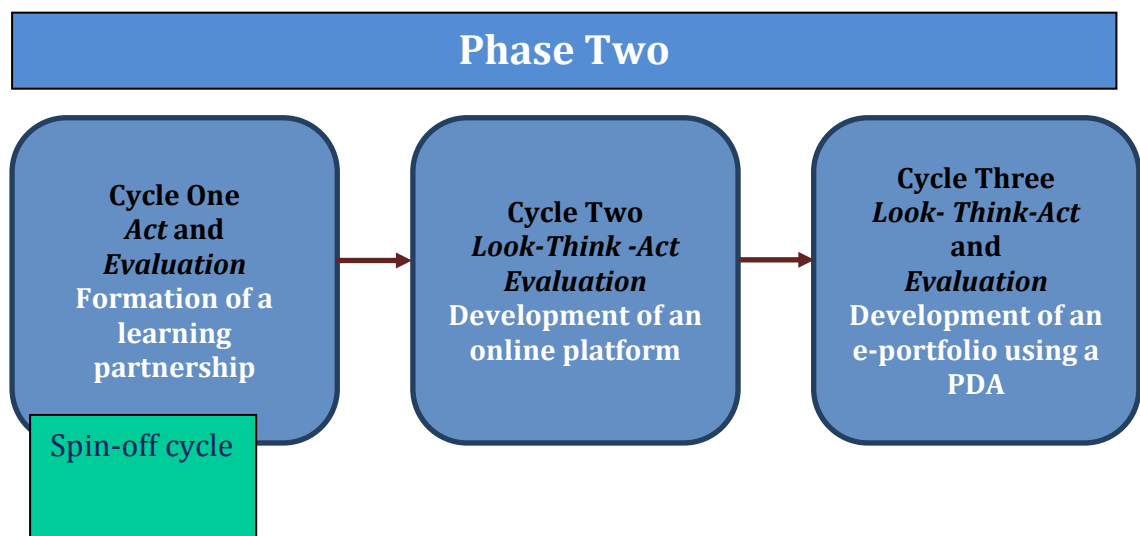 Phase Two
Cycle One
Act and
Evaluation
Formation of a
learning
partnership
Spin-off cycle
Cycle Two
Look-Think -Act
Evaluation
Development of an
online platform
Cycle Three
Look- Think-Act
and
Evaluation
Development of an
e-portfolio using a
PDA